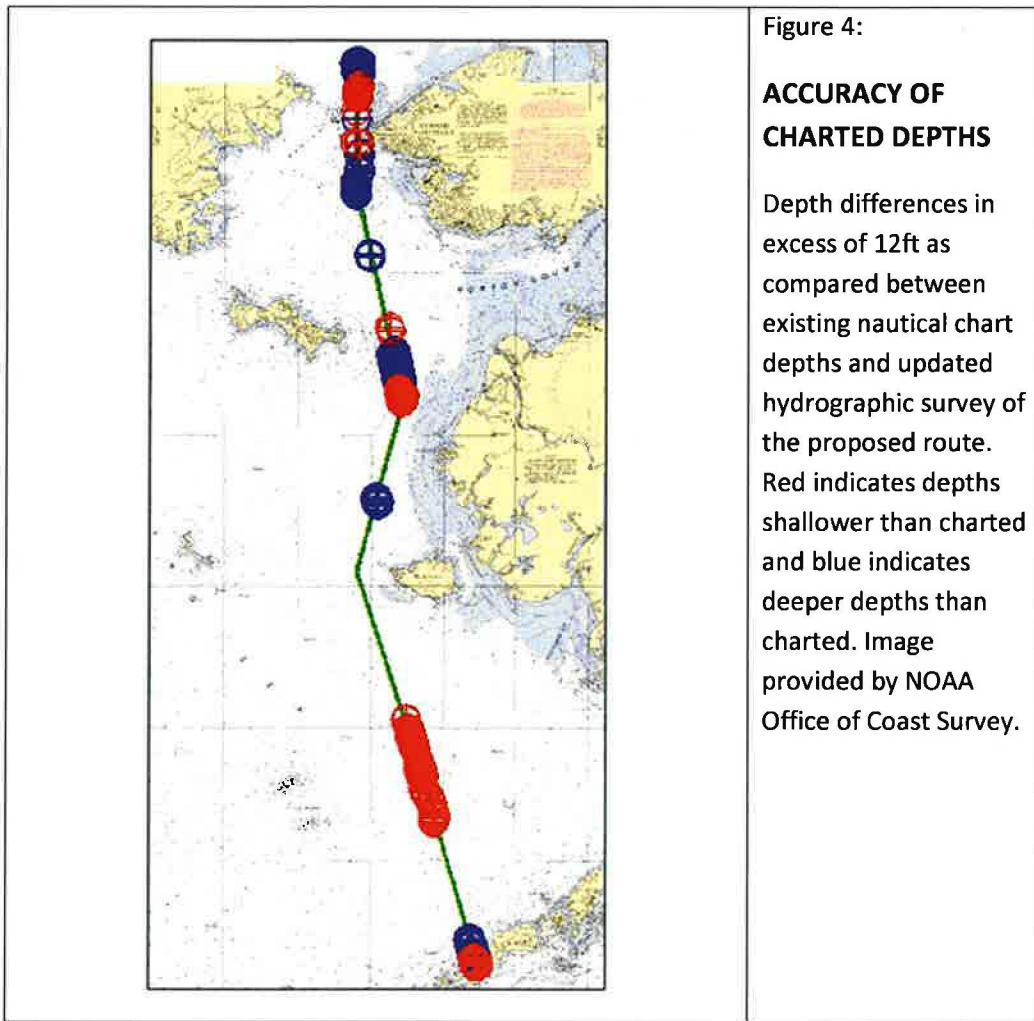 Figure 4:
ACCURACY OF
CHARTED DEPTHS
Depth differences in
excess of 12ft as
compared between
existing nautical chart
depths and updated
hydrographic survey of
the proposed route.
Red indicates depths
shallower than charted
and blue indicates
deeper depths than
charted. Image
provided by NOAA
Office of Coast Survey.